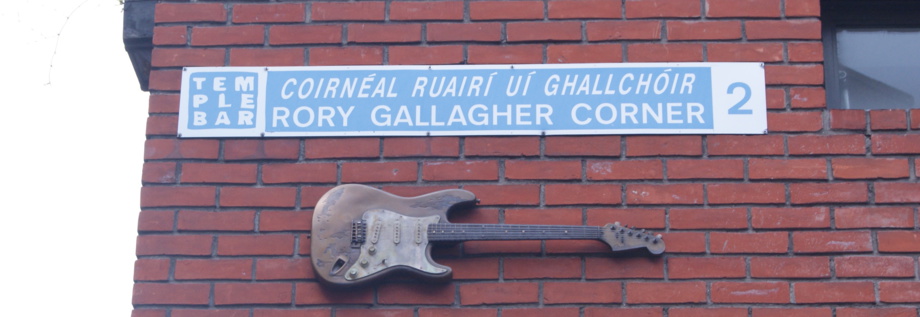 TEM
PLE
BAR
COIRNÉAL RUAIRÍ UÍ GHALLCHÓIR
RORY GALLAGHER CORNER
2